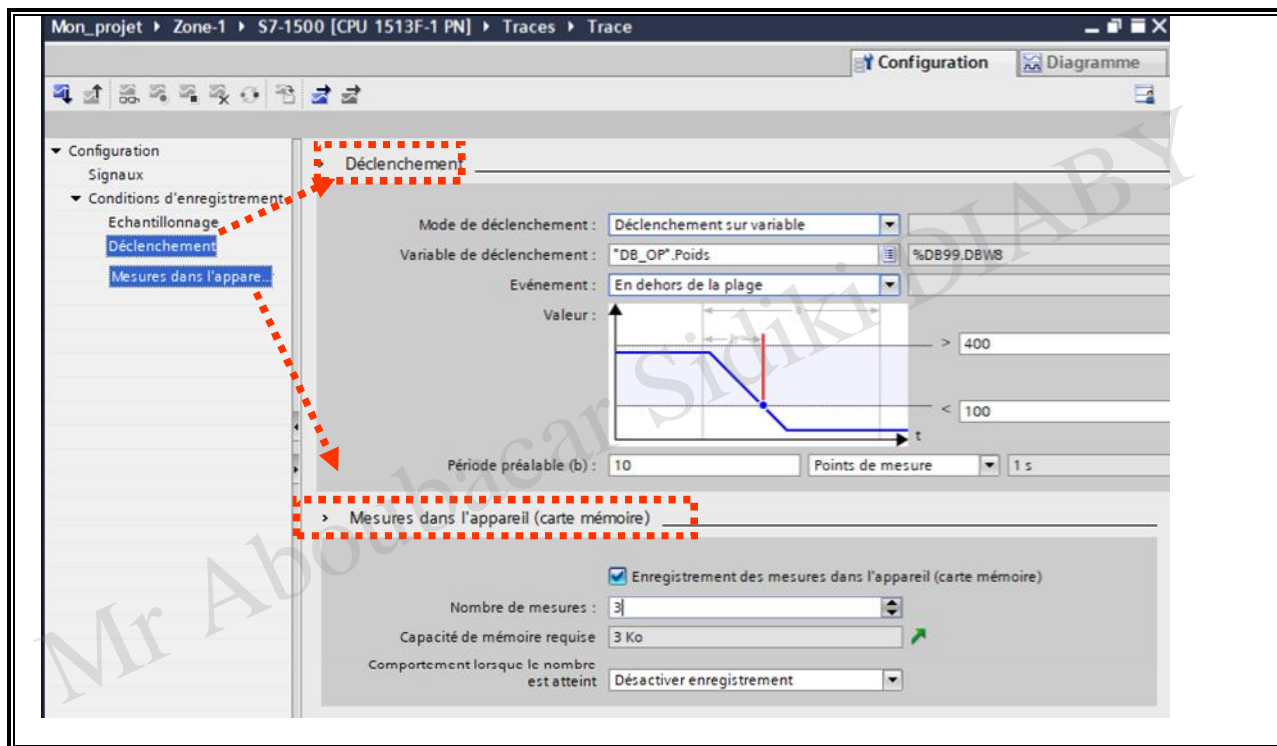 Mon_projet ▸ Zone-1 ▸ S7-1500 [CPU 1513F-1 PN] ▸ Traces ▸ Trace
Configuration
Diagramme
Configuration
Signaux
Conditions d'enregistrement
Echantillonnage
Déclenchement
Mesures dans l'appare...
Déclenchement
Mode de déclenchement : Déclenchement sur variable
Variable de déclenchement : "DB_OP".Poids %DB99.DBW8
Evénement : En dehors de la plage
Valeur :
> 400
< 100
t
Période préalable (b) : 10 Points de mesure 1 s
Mesures dans l'appareil (carte mémoire)
Enregistrement des mesures dans l'appareil (carte mémoire)
Nombre de mesures : 3
Capacité de mémoire requise 3 Ko
Comportement lorsque le nombre
est atteint Désactiver enregistrement
Mr Aboubacar Sidiki DIABY